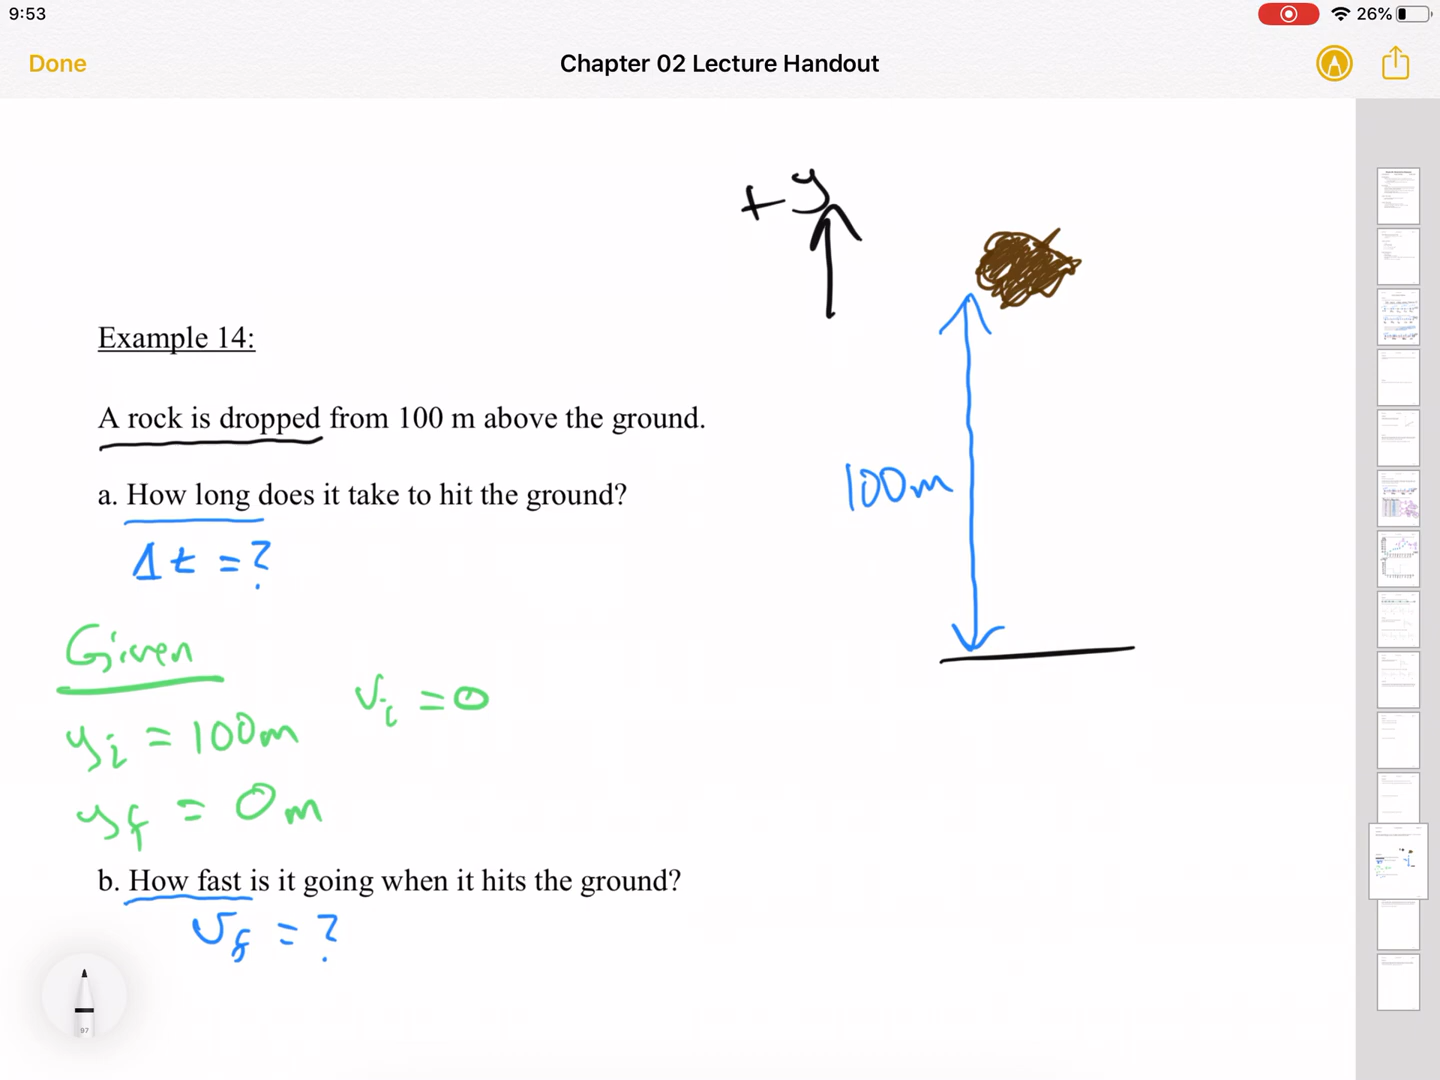 9:53
26%
Done
Chapter 02 Lecture Handout
+y
Example 14:
A rock is dropped from 100 m above the ground.
a. How long does it take to hit the ground?
100m
Δt = ?
Given
vi = 0
yi = 100m
yf = 0m
b. How fast is it going when it hits the ground?
vf = ?
97